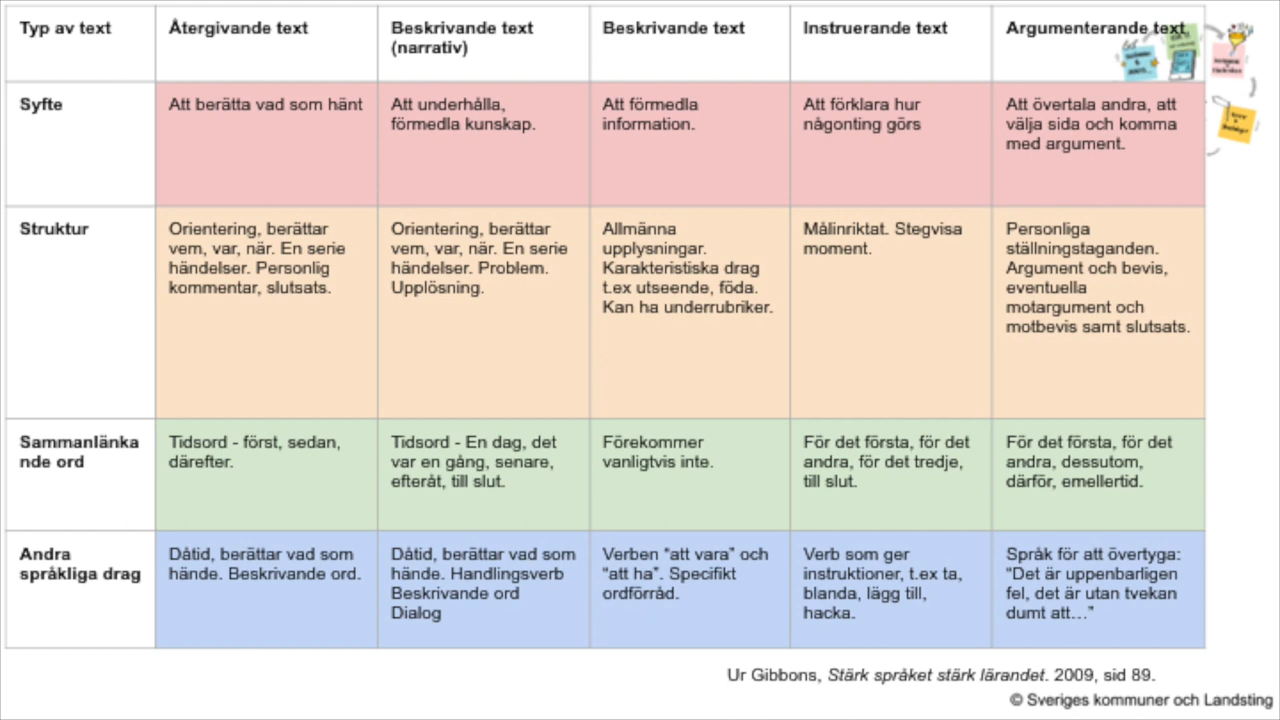 Typ av text
Återgivande text
Beskrivande text
(narrativ)
Beskrivande text
Instruerande text
Argumenterande text
Syfte
Att berätta vad som hänt
Att underhålla,
förmedla kunskap.
Att förmedla
information.
Att förklara hur
någonting görs
Att övertala andra, att
välja sida och komma
med argument.
Struktur
Orientering, berättar
vem, var, när. En serie
händelser. Personlig
kommentar, slutsats.
Orientering, berättar
vem, var, när. En serie
händelser. Problem.
Upplösning.
Allmänna
upplysningar.
Karakteristiska drag
t.ex utseende, föda.
Kan ha underrubriker.
Målinriktat. Stegvisa
moment.
Personliga
ställningstaganden.
Argument och bevis,
eventuella
motargument och
motbevis samt slutsats.
Sammanlänka
nde ord
Tidsord - först, sedan,
därefter.
Tidsord - En dag, det
var en gång, senare,
efteråt, till slut.
Förekommer
vanligtvis inte.
För det första, för det
andra, för det tredje,
till slut.
För det första, för det
andra, dessutom,
därför, emellertid.
Andra
språkliga drag
Dåtid, berättar vad som
hände. Beskrivande ord.
Dåtid, berättar vad som
hände. Handlingsverb
Beskrivande ord
Dialog
Verben "att vara" och
"att ha". Specifikt
ordförråd.
Verb som ger
instruktioner, t.ex ta,
blanda, lägg till,
hacka.
Språk för att övertyga:
"Det är uppenbarligen
fel, det är utan tvekan
dumt att…"
Ur Gibbons, Stärk språket stärk lärandet. 2009, sid 89.
© Sveriges kommuner och Landsting